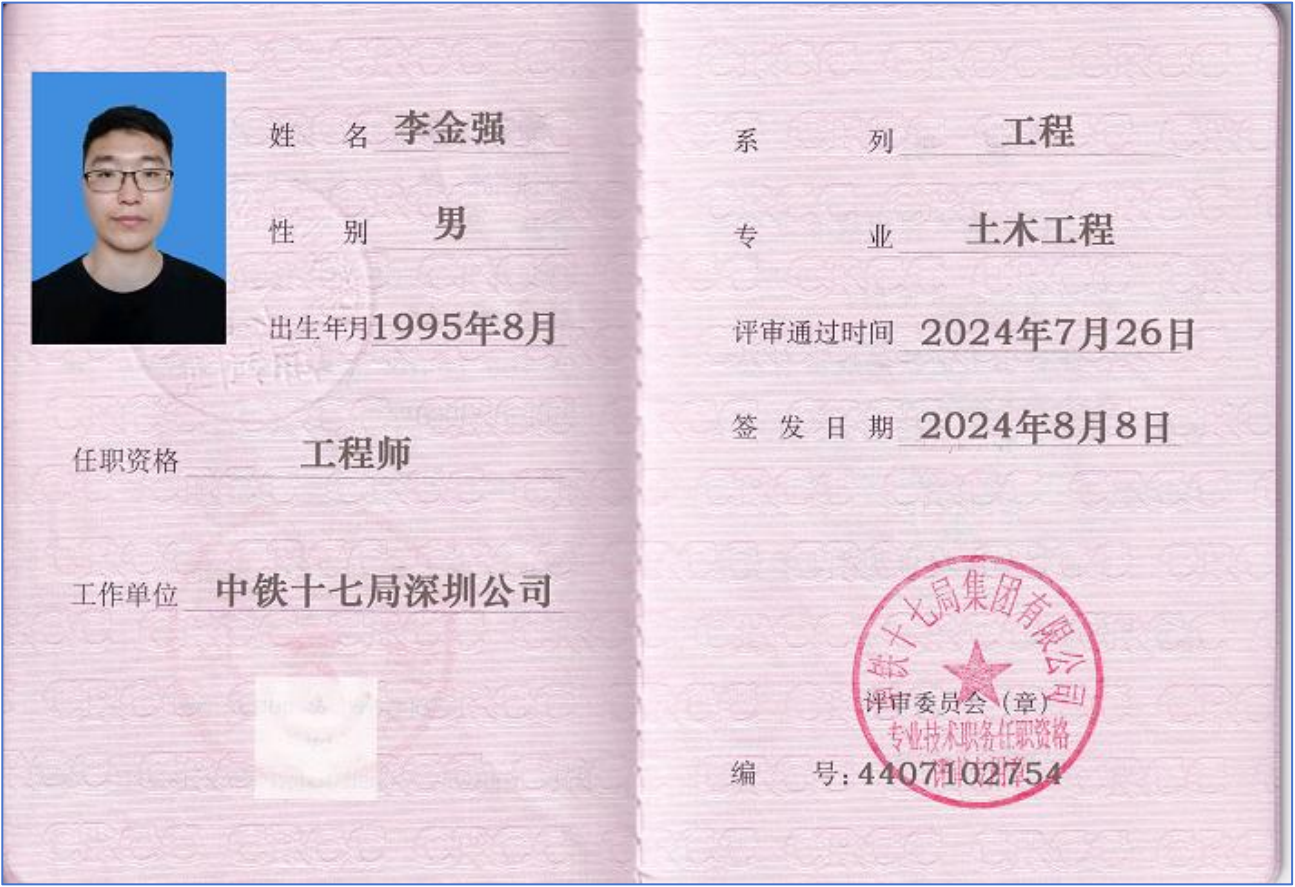 姓 名 李金强
性 别 男
出生年月1995年8月
任职资格 工程师
工作单位 中铁十七局深圳公司
系 列 工程
专 业 土木工程
评审通过时间 2024年7月26日
签发日期 2024年8月8日
中铁十七局集团有限公司
评审委员会（章）
专业技术职务任职资格
编 号:4407102754
CRCC